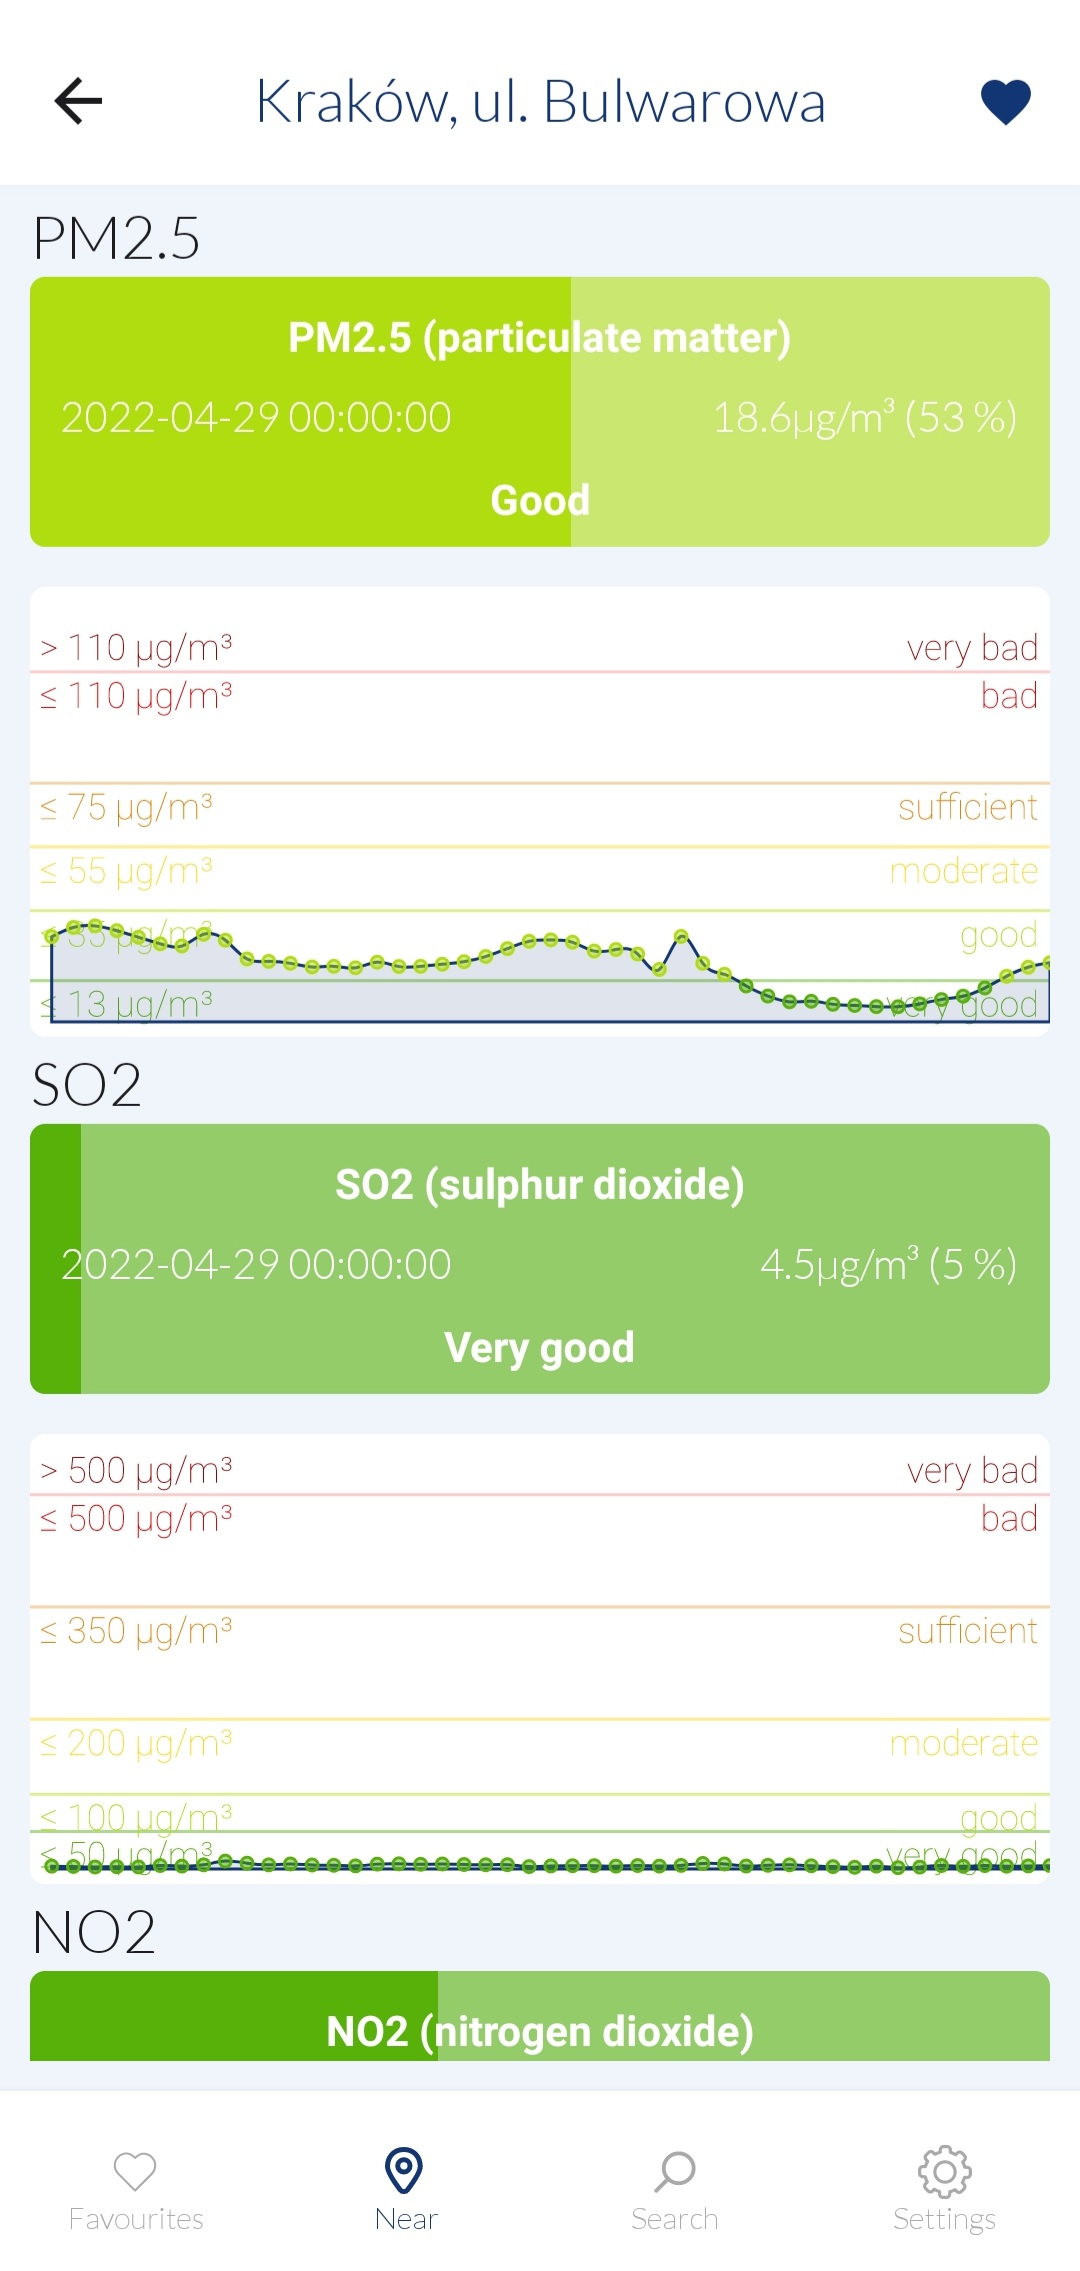 Kraków, ul. Bulwarowa
PM2.5
PM2.5 (particulate matter)
2022-04-29 00:00:00 18.6µg/m³ (53 %)
Good
> 110 µg/m³ very bad
≤ 110 µg/m³ bad
≤ 75 µg/m³ sufficient
≤ 55 µg/m³ moderate
≤ 35 µg/m³ good
≤ 13 µg/m³ very good
SO2
SO2 (sulphur dioxide)
2022-04-29 00:00:00 4.5µg/m³ (5 %)
Very good
> 500 µg/m³ very bad
≤ 500 µg/m³ bad
≤ 350 µg/m³ sufficient
≤ 200 µg/m³ moderate
≤ 100 µg/m³ good
≤ 50 µg/m³ very good
NO2
NO2 (nitrogen dioxide)
Favourites Near Search Settings